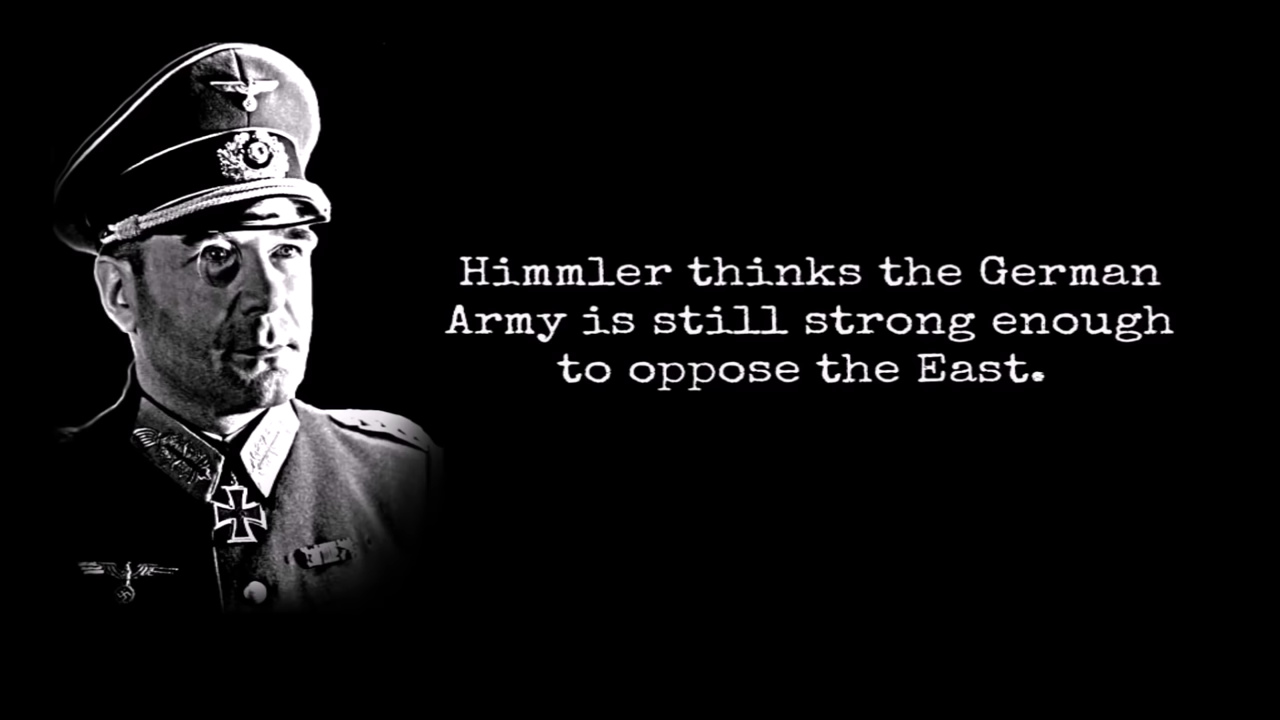 Himmler thinks the German
Army is still strong enough
to oppose the East.